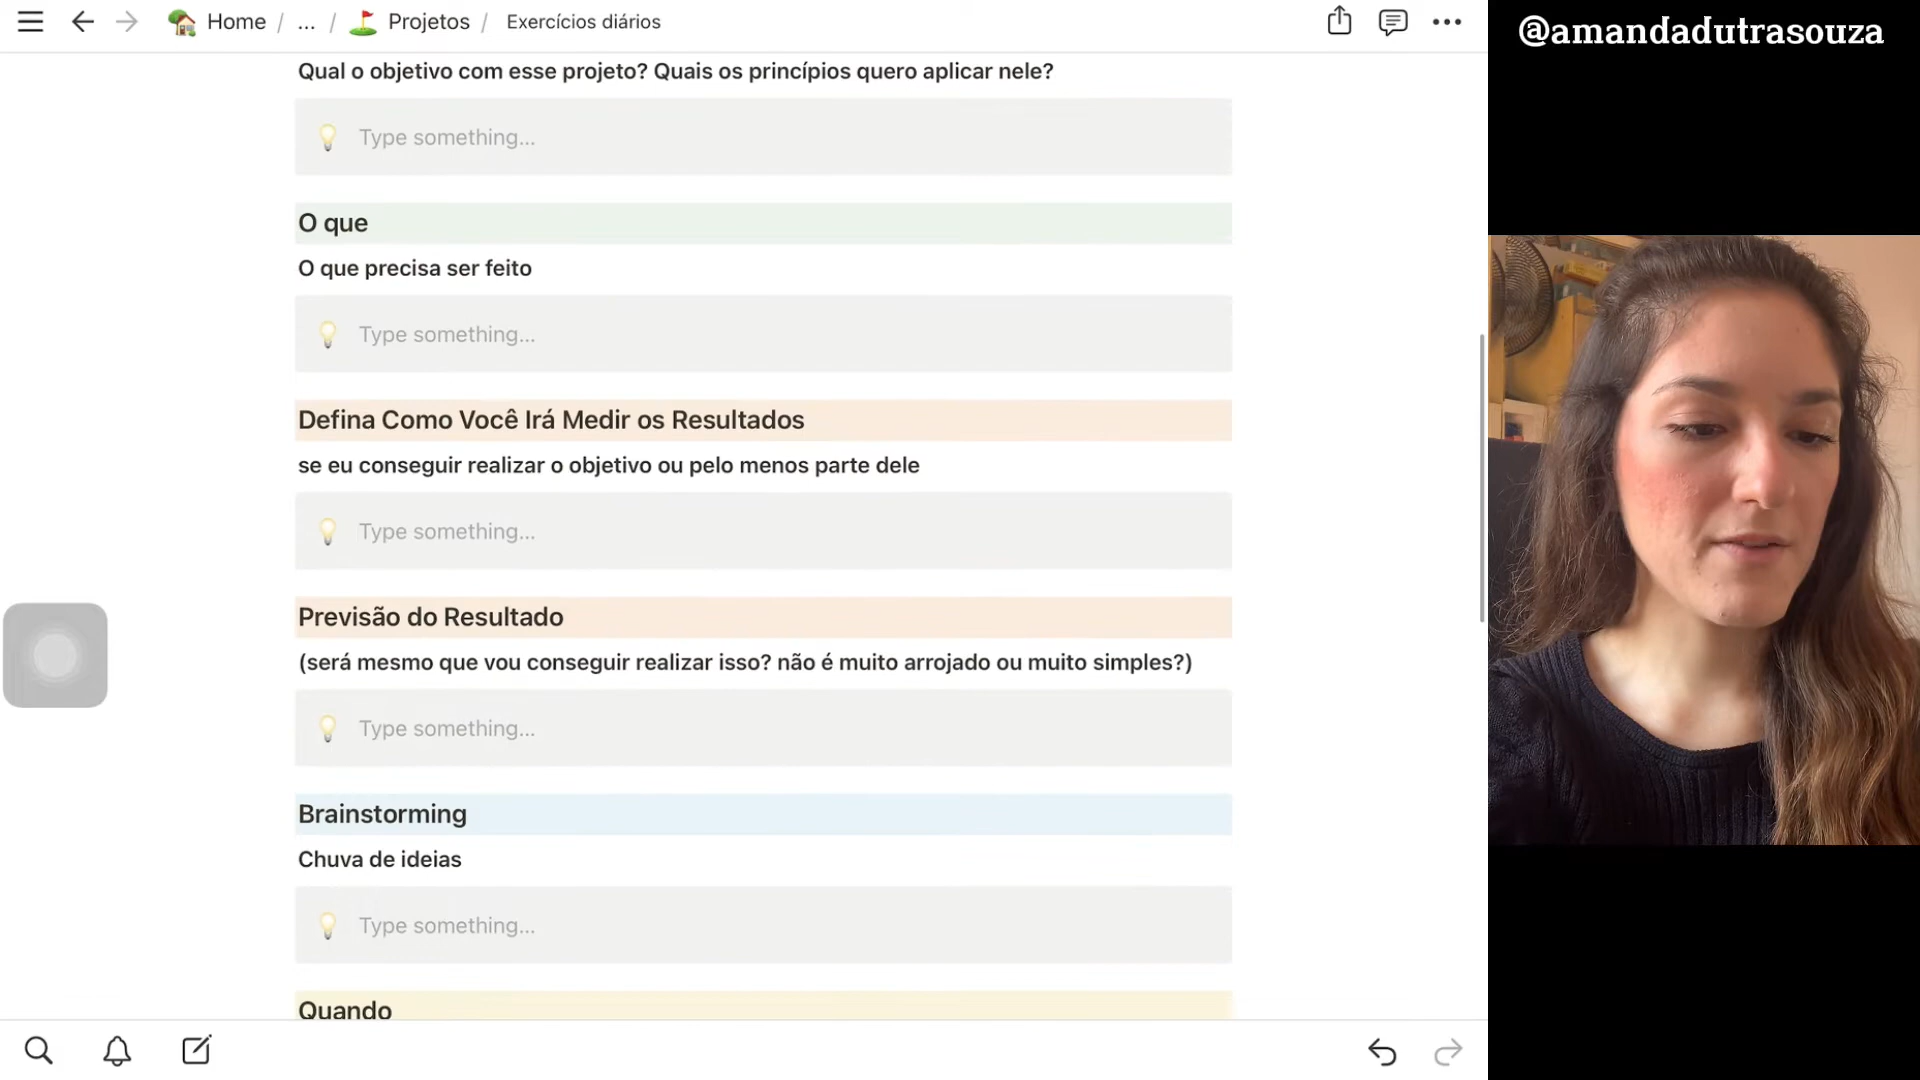 Home / ... / Projetos / Exercícios diários
@amandadutrasouza
Qual o objetivo com esse projeto? Quais os princípios quero aplicar nele?
Type something...
O que
O que precisa ser feito
Type something...
Defina Como Você Irá Medir os Resultados
se eu conseguir realizar o objetivo ou pelo menos parte dele
Type something...
Previsão do Resultado
(será mesmo que vou conseguir realizar isso? não é muito arrojado ou muito simples?)
Type something...
Brainstorming
Chuva de ideias
Type something...
Quando